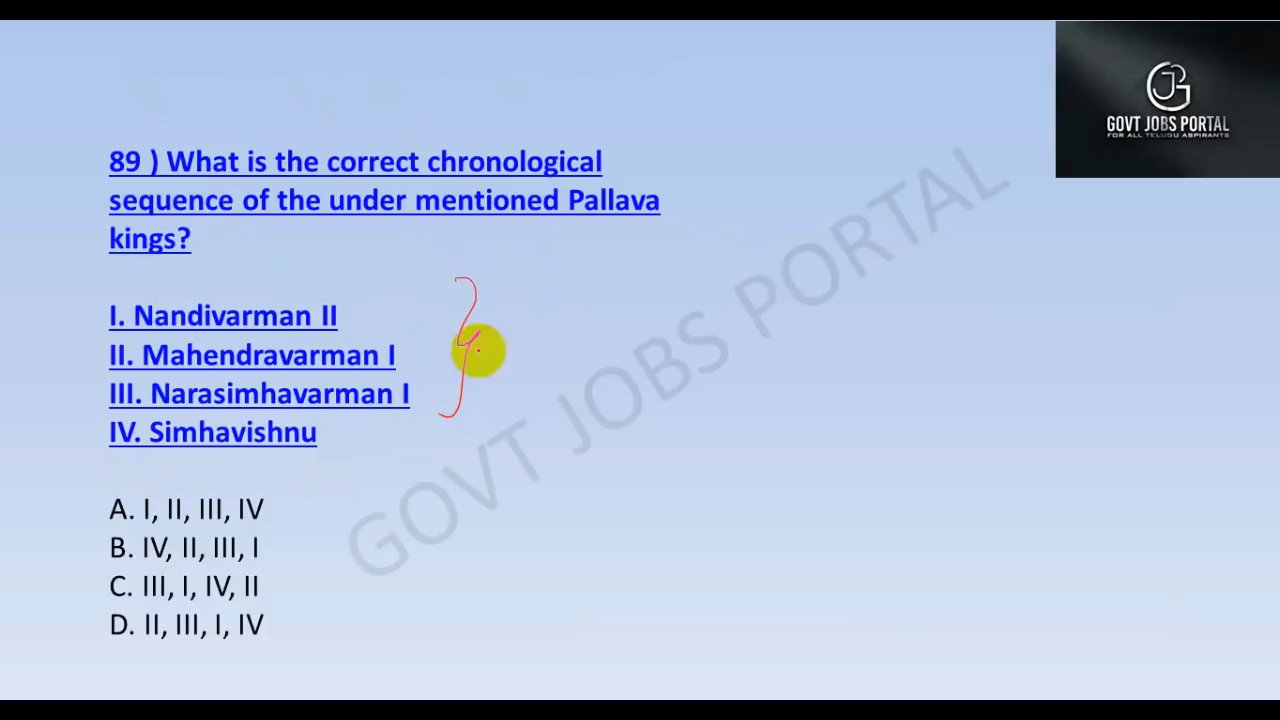 GOVT JOBS PORTAL
FOR ALL TELUGU ASPIRANTS
89 ) What is the correct chronological
sequence of the under mentioned Pallava
kings?
I. Nandivarman II
II. Mahendravarman I
III. Narasimhavarman I
IV. Simhavishnu
A. I, II, III, IV
B. IV, II, III, I
C. III, I, IV, II
D. II, III, I, IV
GOVT JOBS PORTAL